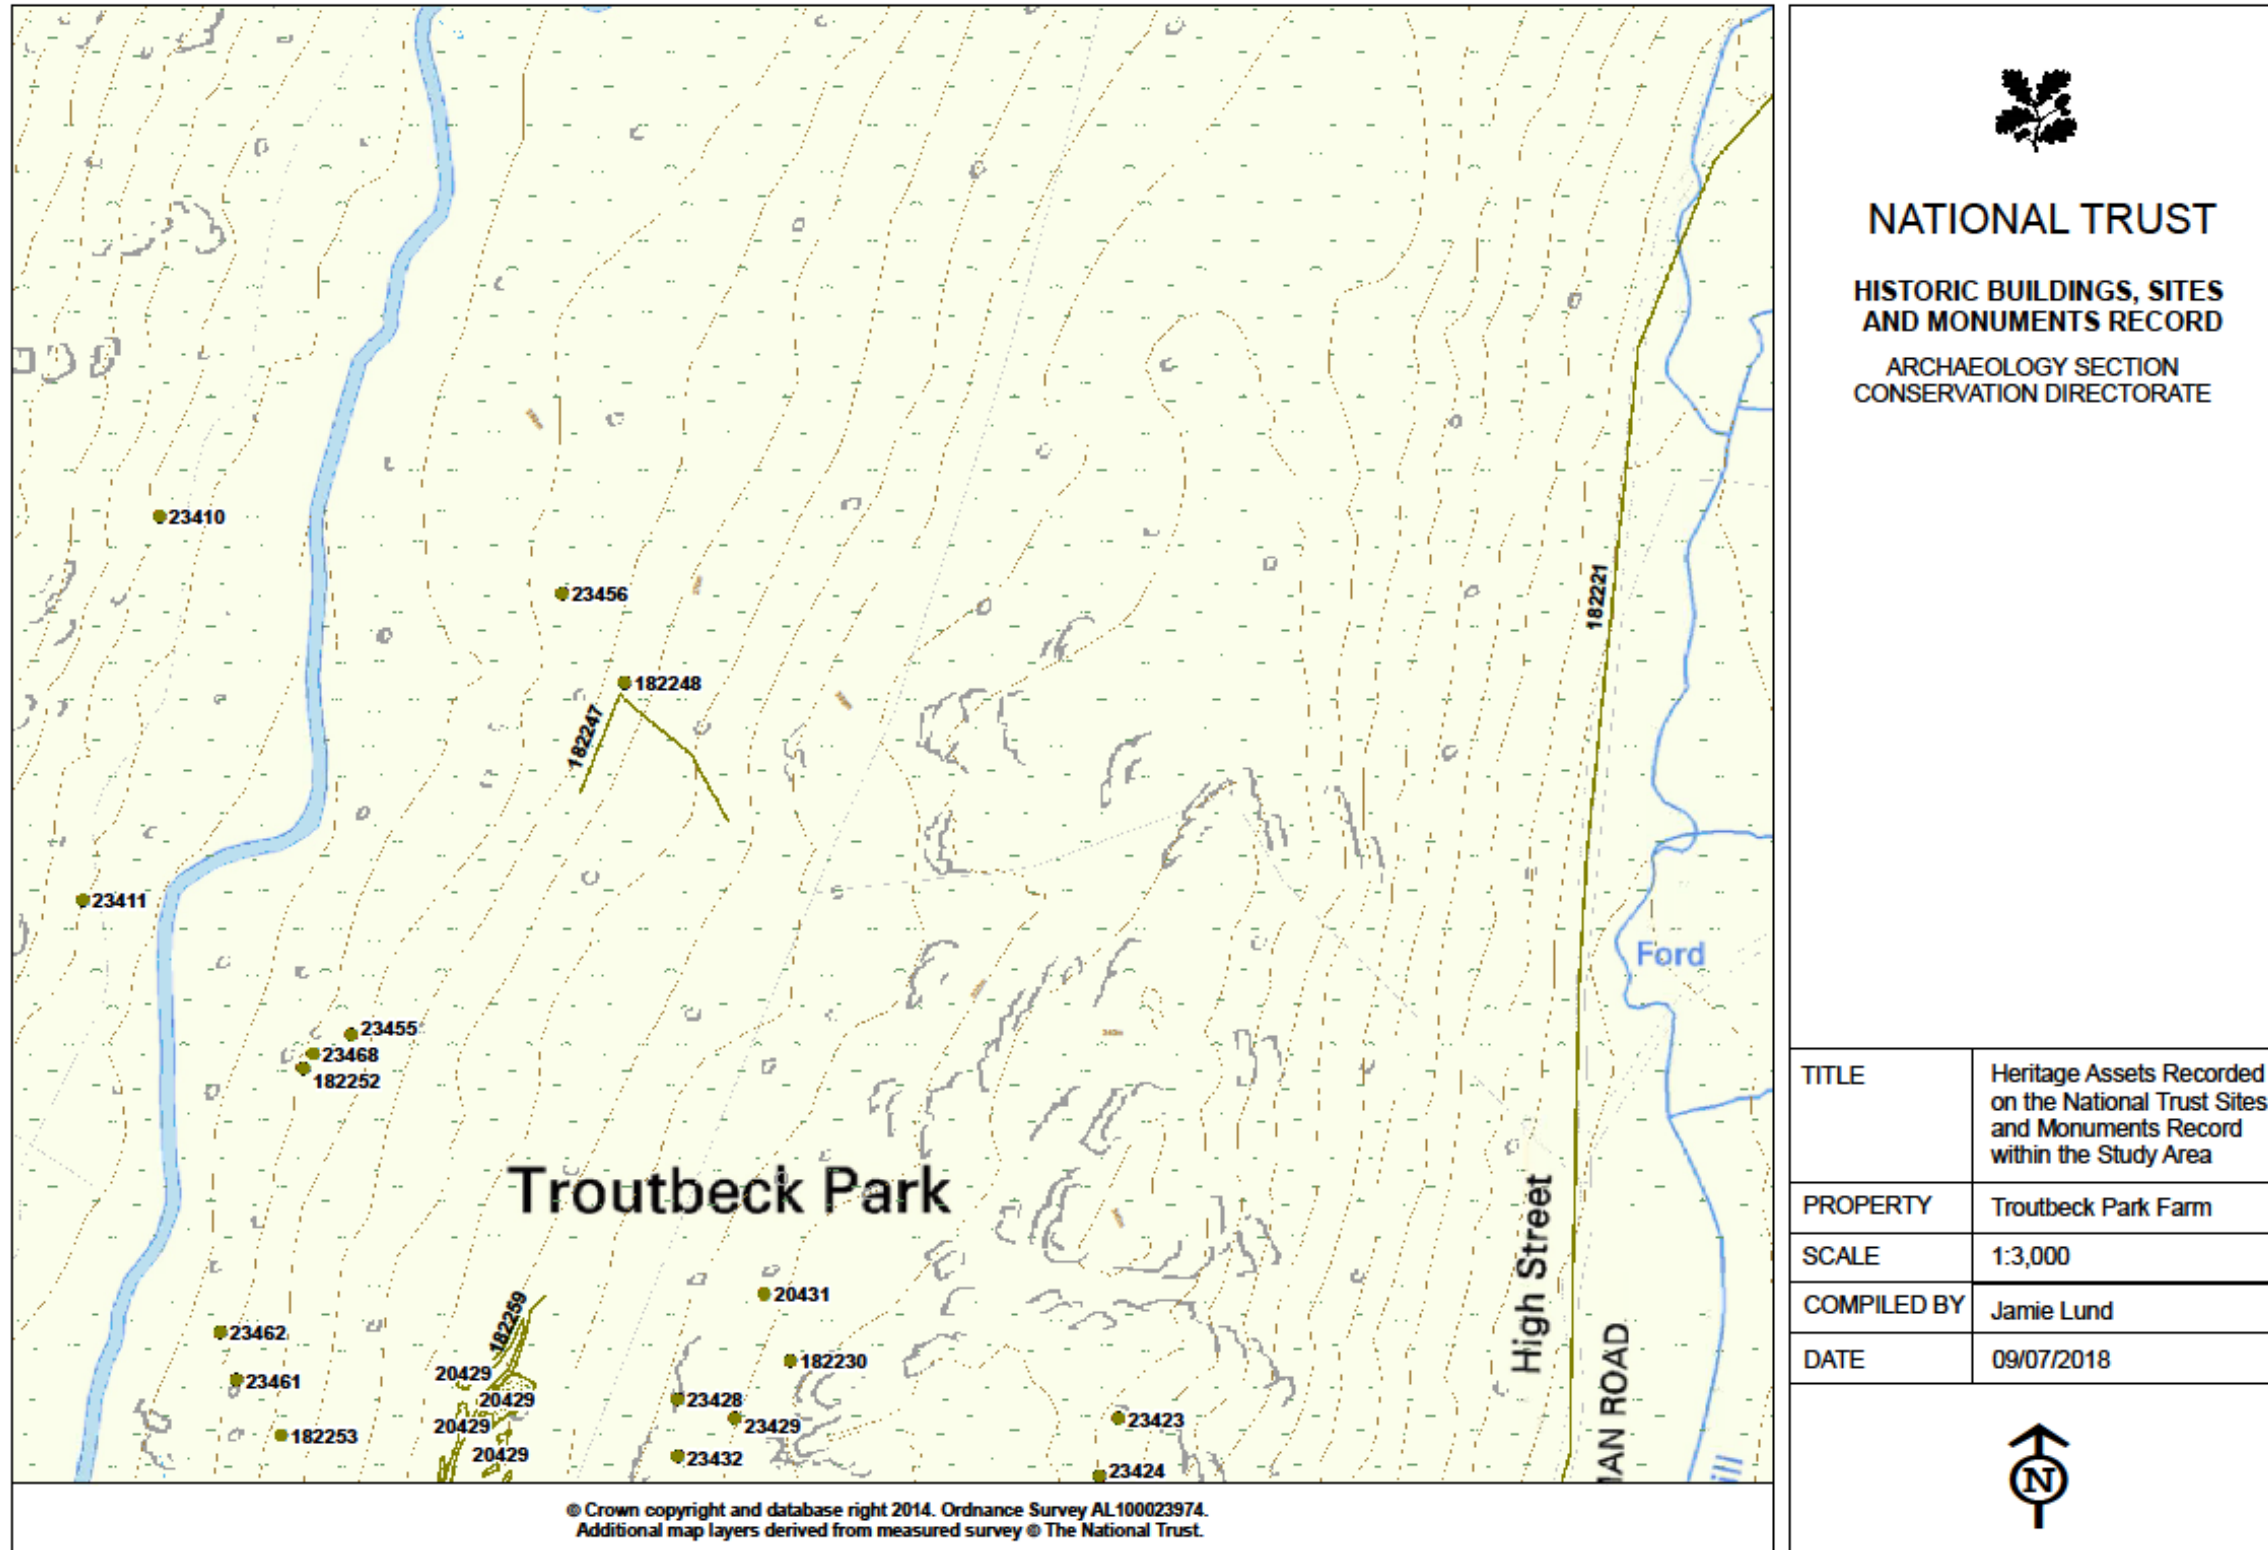 23410
23456
182221
182248
182247
23411
Ford
23455
23468
182252
Troutbeck Park
High Street
20431
182259
23462
182230
20429
23461
23428
20429
20429
23429
23423
182253
20429
23432
23424
© Crown copyright and database right 2014. Ordnance Survey AL100023974.
Additional map layers derived from measured survey © The National Trust.
NATIONAL TRUST
HISTORIC BUILDINGS, SITES
AND MONUMENTS RECORD
ARCHAEOLOGY SECTION
CONSERVATION DIRECTORATE
TITLE
Heritage Assets Recorded
on the National Trust Sites
and Monuments Record
within the Study Area
PROPERTY
Troutbeck Park Farm
SCALE
1:3,000
COMPILED BY
Jamie Lund
DATE
09/07/2018
N
MAN ROAD
ill